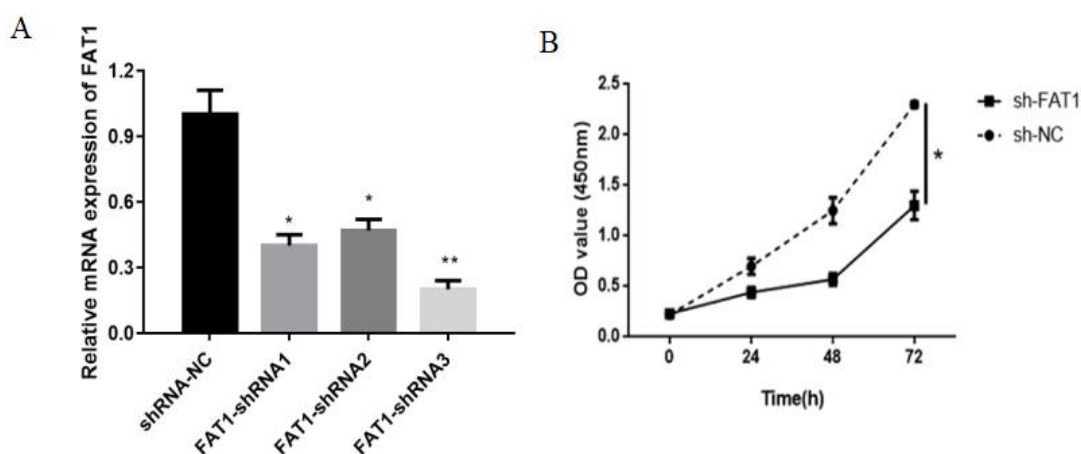 A
Relative mRNA expression of FAT1
1.2
0.9
0.6
0.3
0.0
*
*
**
shRNA-NC
FAT1-shRNA1
FAT1-shRNA2
FAT1-shRNA3
B
OD value (450nm)
2.5
2.0
1.5
1.0
0.5
0.0
0
24
48
72
Time(h)
sh-FAT1
sh-NC
*